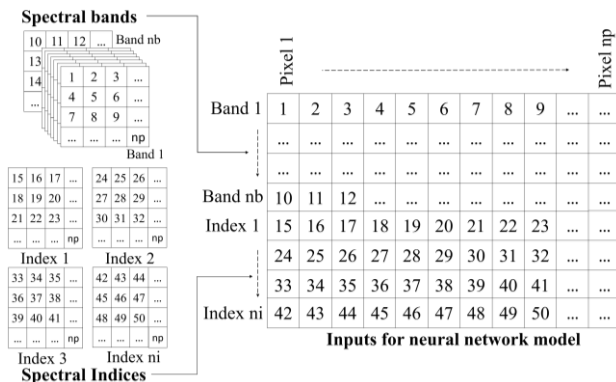 Spectral bands
10 11 12 ... Band nb
13
14
...
1 2 3 ...
4 5 6 ...
7 8 9 ...
... ... ... np
Band 1
15 16 17 ...
18 19 20 ...
21 22 23 ...
... ... ... np
Index 1
24 25 26 ...
27 28 29 ...
30 31 32 ...
... ... ... np
Index 2
33 34 35 ...
36 37 38 ...
39 40 41 ...
... ... ... np
Index 3
42 43 44 ...
45 46 47 ...
48 49 50 ...
... ... ... np
Index ni
Spectral Indices
Pixel 1
Pixel np
Band 1 1 2 3 4 5 6 7 8 9 ... ...
... ... ... ... ... ... ... ... ... ... ...
... ... ... ... ... ... ... ... ... ... ...
Band nb 10 11 12 ... ... ... ... ... ... ... ...
Index 1 15 16 17 18 19 20 21 22 23 ... ...
24 25 26 27 28 29 30 31 32 ... ...
33 34 35 36 37 38 39 40 41 ... ...
Index ni 42 43 44 45 46 47 48 49 50 ... ...
Inputs for neural network model